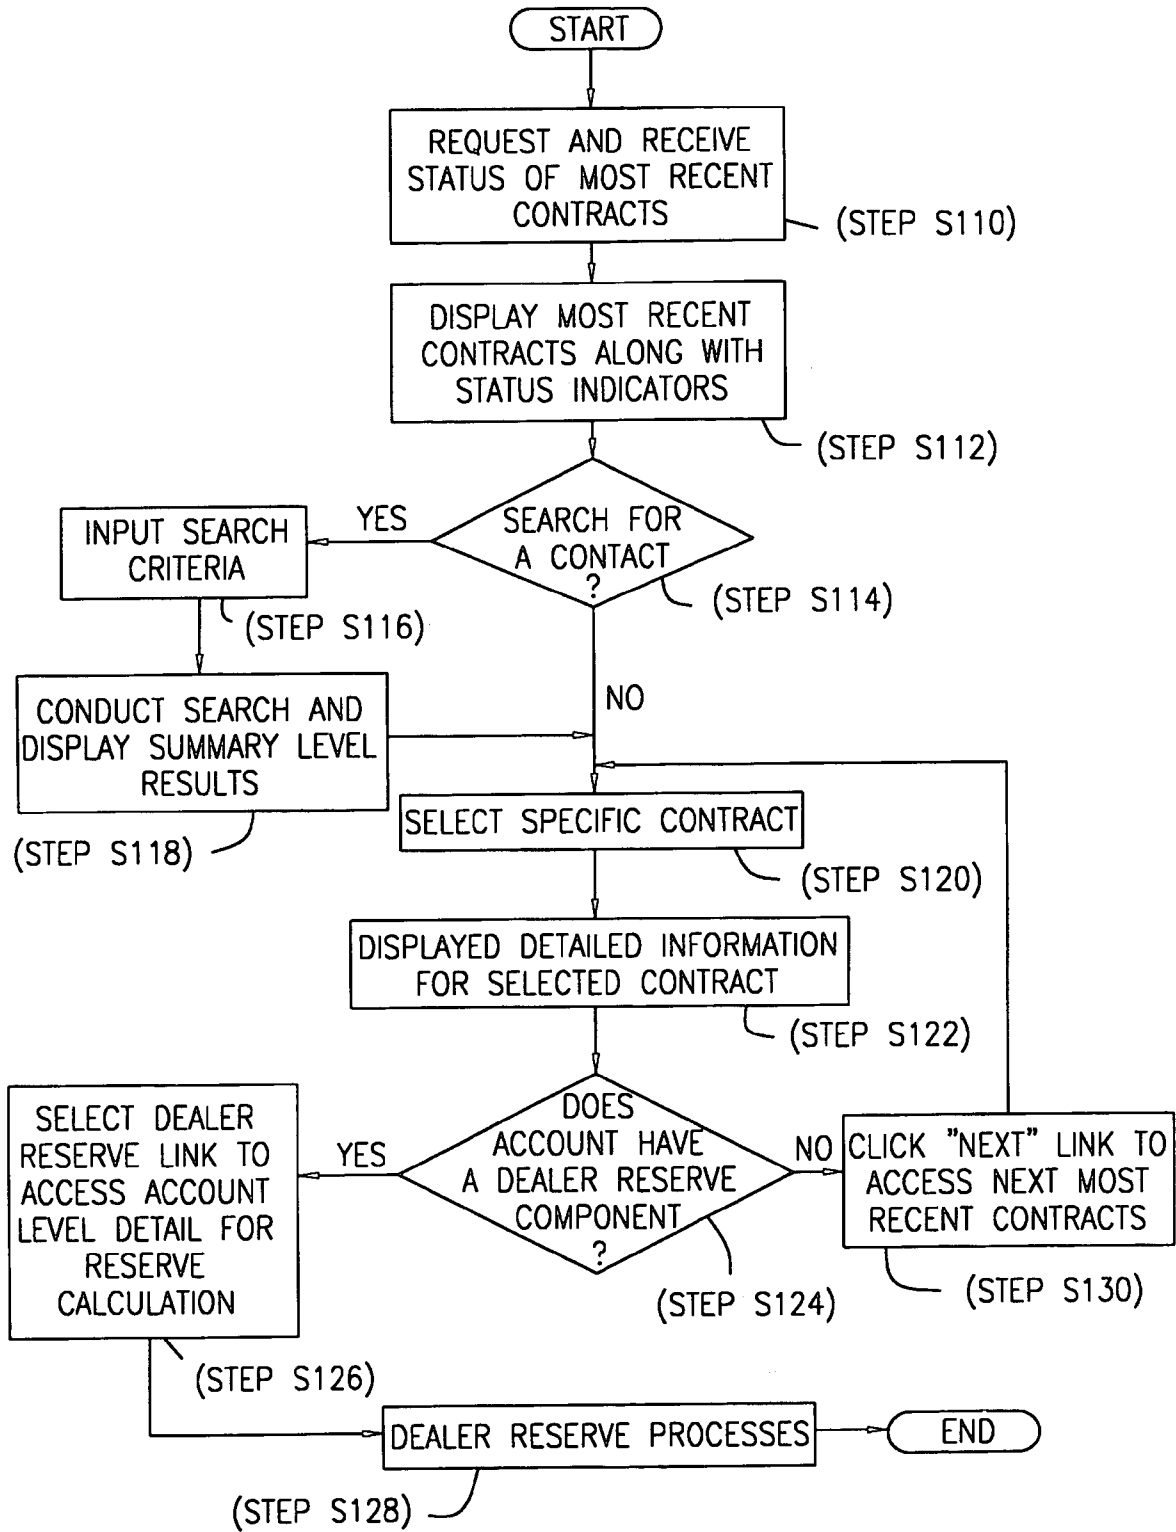 START
REQUEST AND RECEIVE
STATUS OF MOST RECENT
CONTRACTS
(STEP S110)
DISPLAY MOST RECENT
CONTRACTS ALONG WITH
STATUS INDICATORS
(STEP S112)
SEARCH FOR
A CONTACT
?
(STEP S114)
YES
INPUT SEARCH
CRITERIA
(STEP S116)
NO
CONDUCT SEARCH AND
DISPLAY SUMMARY LEVEL
RESULTS
(STEP S118)
SELECT SPECIFIC CONTRACT
(STEP S120)
DISPLAYED DETAILED INFORMATION
FOR SELECTED CONTRACT
(STEP S122)
DOES
ACCOUNT HAVE
A DEALER RESERVE
COMPONENT
?
(STEP S124)
YES
SELECT DEALER
RESERVE LINK TO
ACCESS ACCOUNT
LEVEL DETAIL FOR
RESERVE
CALCULATION
(STEP S126)
NO
CLICK "NEXT" LINK TO
ACCESS NEXT MOST
RECENT CONTRACTS
(STEP S130)
DEALER RESERVE PROCESSES
(STEP S128)
END